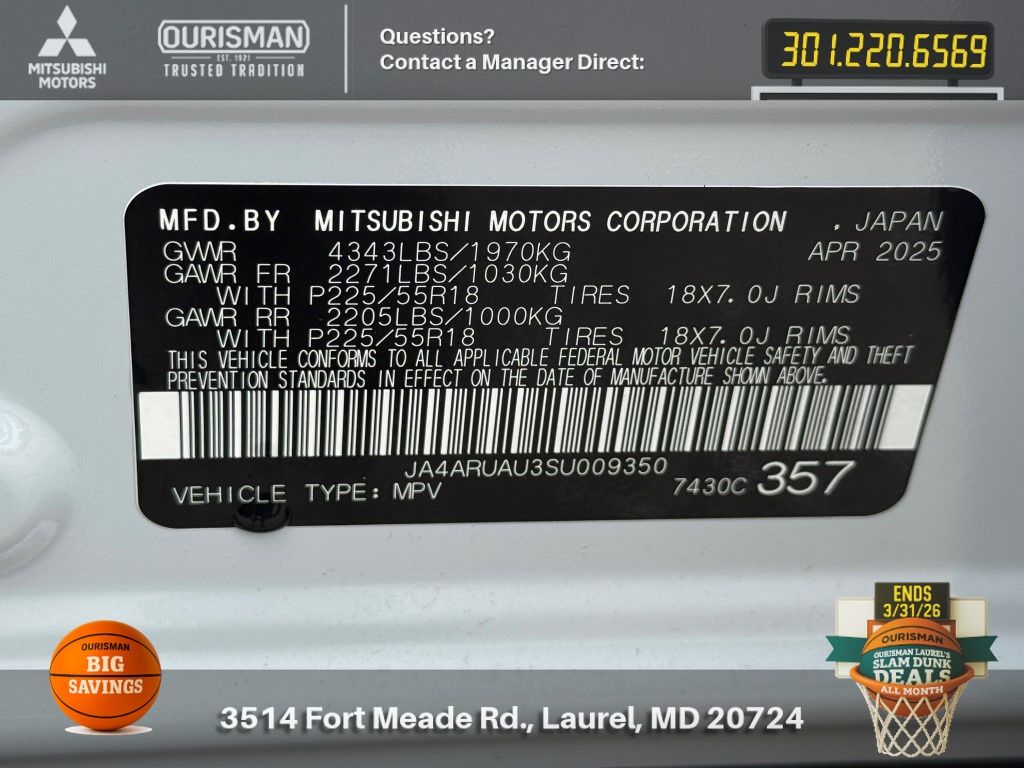 MITSUBISHI
MOTORS
OURISMAN
EST. 1921
TRUSTED TRADITION
Questions?
Contact a Manager Direct:
301.220.6569
MFD.BY MITSUBISHI MOTORS CORPORATION , JAPAN
GVWR 4343LBS/1970KG APR 2025
GAWR FR 2271LBS/1030KG
WITH P225/55R18 TIRES 18X7.0J RIMS
GAWR RR 2205LBS/1000KG
WITH P225/55R18 TIRES 18X7.0J RIMS
THIS VEHICLE CONFORMS TO ALL APPLICABLE FEDERAL MOTOR VEHICLE SAFETY AND THEFT
PREVENTION STANDARDS IN EFFECT ON THE DATE OF MANUFACTURE SHOWN ABOVE.
JA4ARUAU3SU009350
VEHICLE TYPE: MPV 7430C 357
OURISMAN
BIG
SAVINGS
3514 Fort Meade Rd., Laurel, MD 20724
ENDS
3/31/26
OURISMAN
OURISMAN LAUREL'S
SLAM DUNK
DEALS
ALL MONTH